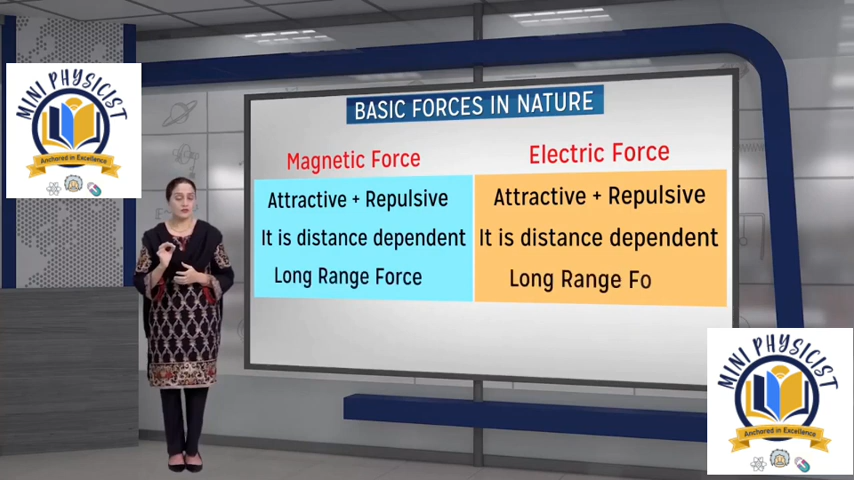 MINI PHYSICIST
Anchored in Excellence
BASIC FORCES IN NATURE
Magnetic Force
Electric Force
Attractive + Repulsive
Attractive + Repulsive
It is distance dependent
It is distance dependent
Long Range Force
Long Range Fo
MINI PHYSICIST
Anchored in Excellence